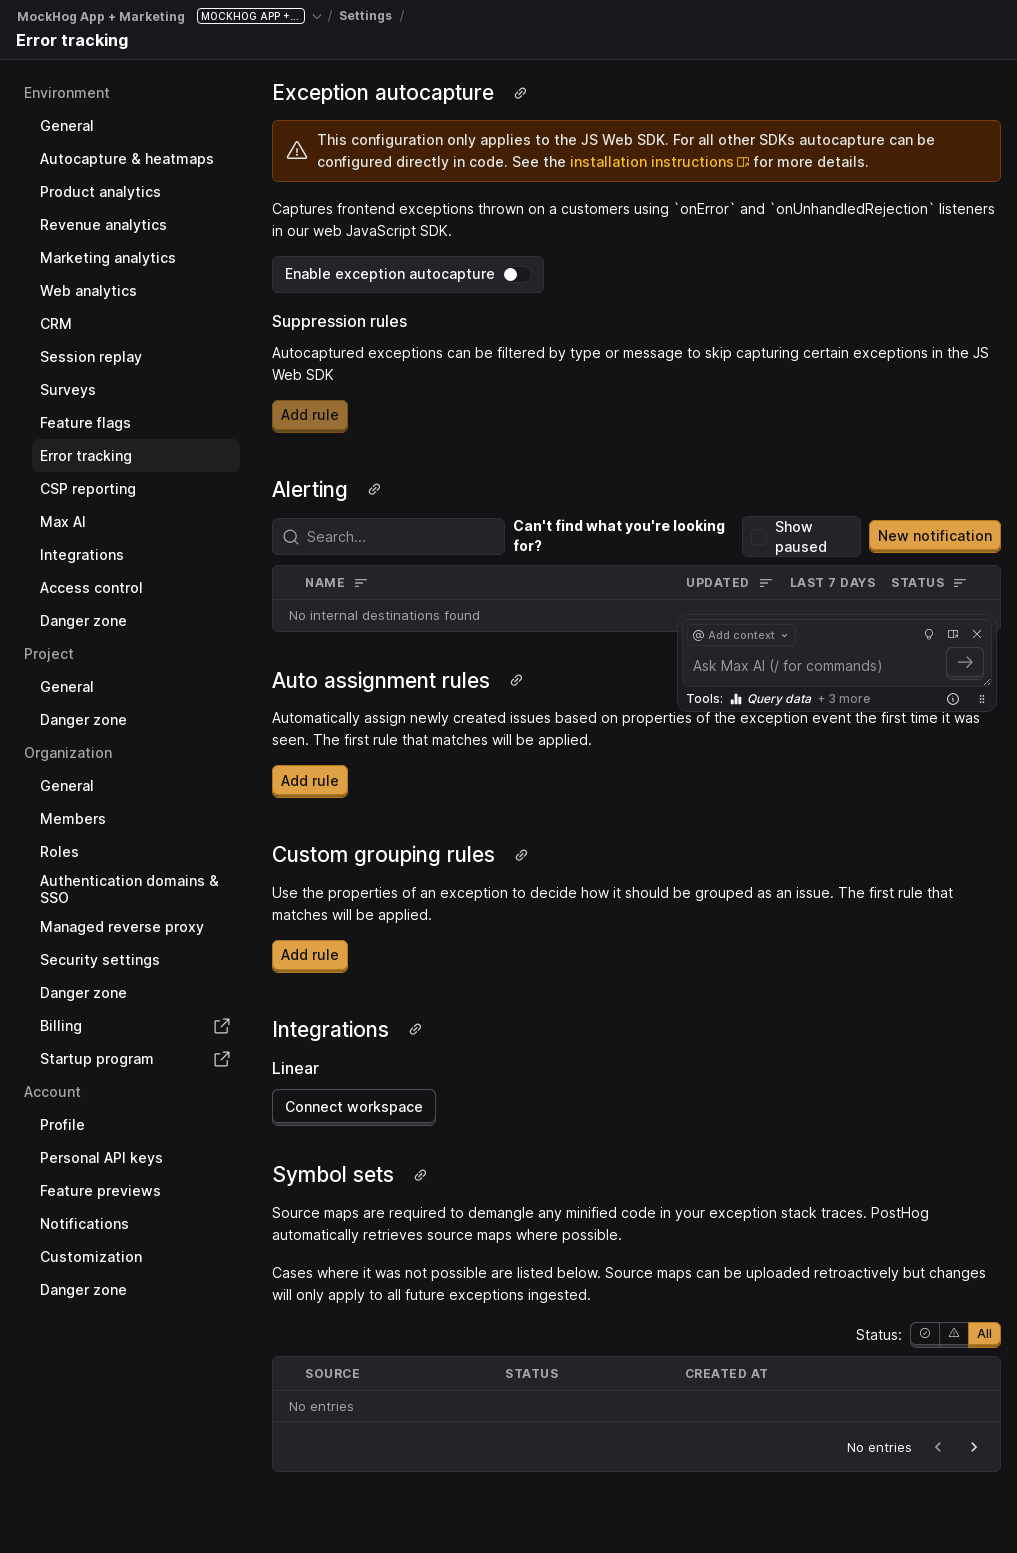 MockHog App + Marketing MOCKHOG APP +... / Settings /
Error tracking
Environment
General
Autocapture & heatmaps
Product analytics
Revenue analytics
Marketing analytics
Web analytics
CRM
Session replay
Surveys
Feature flags
Error tracking
CSP reporting
Max AI
Integrations
Access control
Danger zone
Project
General
Danger zone
Organization
General
Members
Roles
Authentication domains &
SSO
Managed reverse proxy
Security settings
Danger zone
Billing
Startup program
Account
Profile
Personal API keys
Feature previews
Notifications
Customization
Danger zone
Exception autocapture
This configuration only applies to the JS Web SDK. For all other SDKs autocapture can be
configured directly in code. See the installation instructions for more details.
Captures frontend exceptions thrown on a customers using `onError` and `onUnhandledRejection` listeners
in our web JavaScript SDK.
Enable exception autocapture
Suppression rules
Autocaptured exceptions can be filtered by type or message to skip capturing certain exceptions in the JS
Web SDK
Add rule
Alerting
Search...
Can't find what you're looking
for?
Show
paused
New notification
NAME UPDATED LAST 7 DAYS STATUS
No internal destinations found
@ Add context
Ask Max AI (/ for commands)
Tools: Query data + 3 more
Auto assignment rules
Automatically assign newly created issues based on properties of the exception event the first time it was
seen. The first rule that matches will be applied.
Add rule
Custom grouping rules
Use the properties of an exception to decide how it should be grouped as an issue. The first rule that
matches will be applied.
Add rule
Integrations
Linear
Connect workspace
Symbol sets
Source maps are required to demangle any minified code in your exception stack traces. PostHog
automatically retrieves source maps where possible.
Cases where it was not possible are listed below. Source maps can be uploaded retroactively but changes
will only apply to all future exceptions ingested.
Status: All
SOURCE STATUS CREATED AT
No entries
No entries